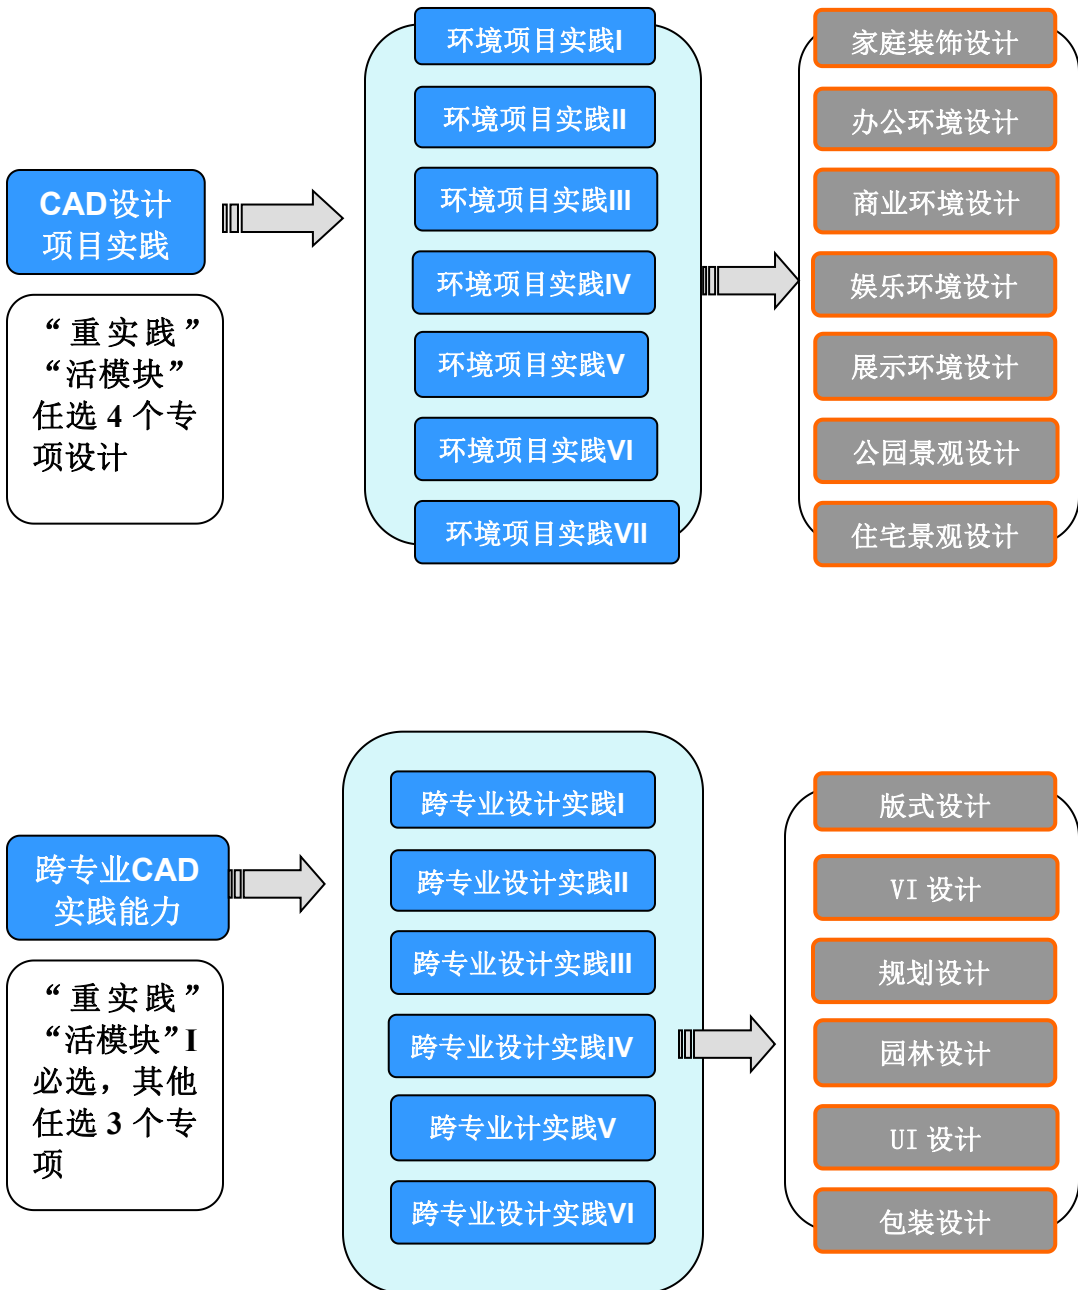 环境项目实践I
环境项目实践II
环境项目实践III
环境项目实践IV
环境项目实践V
环境项目实践VI
环境项目实践VII
家庭装饰设计
办公环境设计
商业环境设计
娱乐环境设计
展示环境设计
公园景观设计
住宅景观设计
CAD设计
项目实践
“重实践”
“活模块”
任选 4 个专
项设计
跨专业CAD
实践能力
“重实践”
“活模块”I
必选，其他
任选 3 个专
项
跨专业设计实践I
跨专业设计实践II
跨专业设计实践III
跨专业设计实践IV
跨专业计实践V
跨专业设计实践VI
版式设计
VI 设计
规划设计
园林设计
UI 设计
包装设计